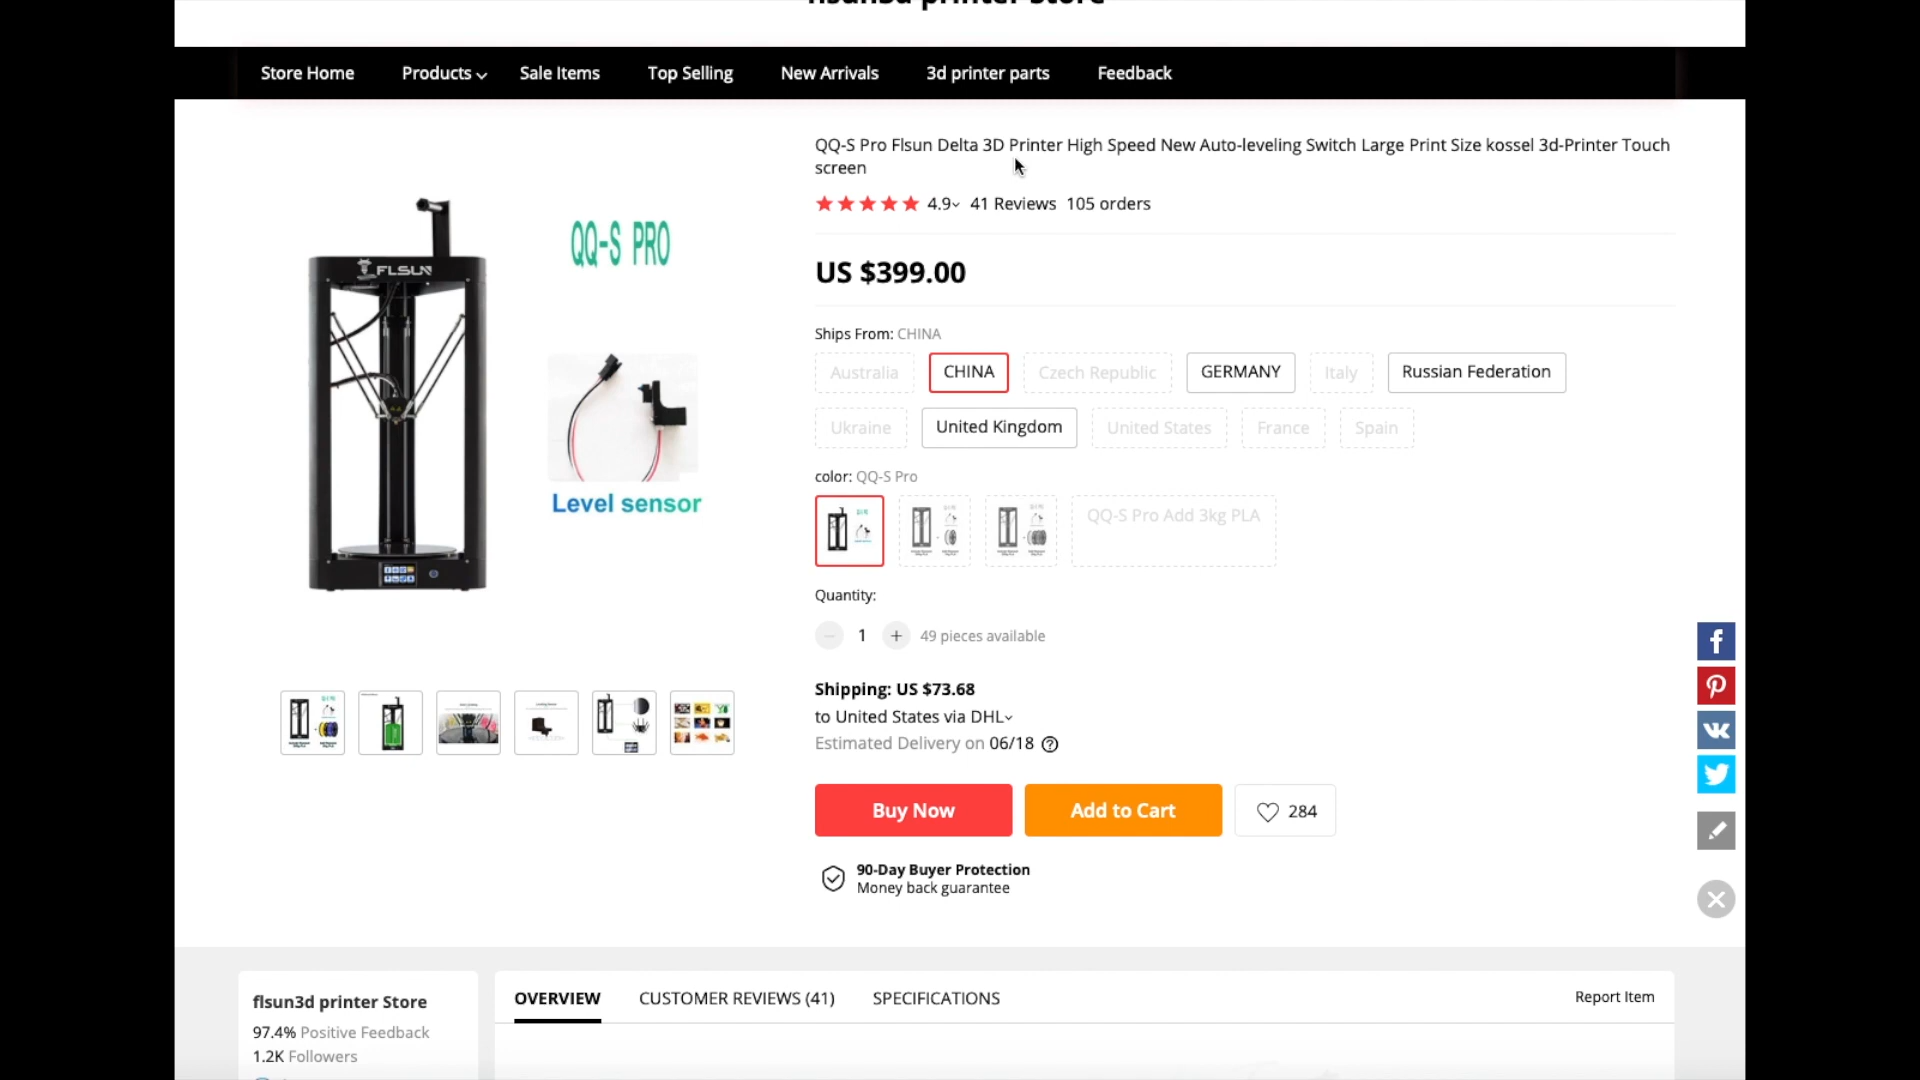 flsun3d printer Store
Store Home Products Sale Items Top Selling New Arrivals 3d printer parts Feedback
QQ-S Pro Flsun Delta 3D Printer High Speed New Auto-leveling Switch Large Print Size kossel 3d-Printer Touch
screen
4.9 41 Reviews 105 orders
QQ-S PRO
FLSUN
Level sensor
US $399.00
Ships From: CHINA
Australia CHINA Czech Republic GERMANY Italy Russian Federation
Ukraine United Kingdom United States France Spain
color: QQ-S Pro
QQ-S Pro Add 3kg PLA
Quantity:
1 + 49 pieces available
Shipping: US $73.68
to United States via DHL
Estimated Delivery on 06/18
Buy Now Add to Cart 284
90-Day Buyer Protection
Money back guarantee
flsun3d printer Store
97.4% Positive Feedback
1.2K Followers
OVERVIEW CUSTOMER REVIEWS (41) SPECIFICATIONS Report Item